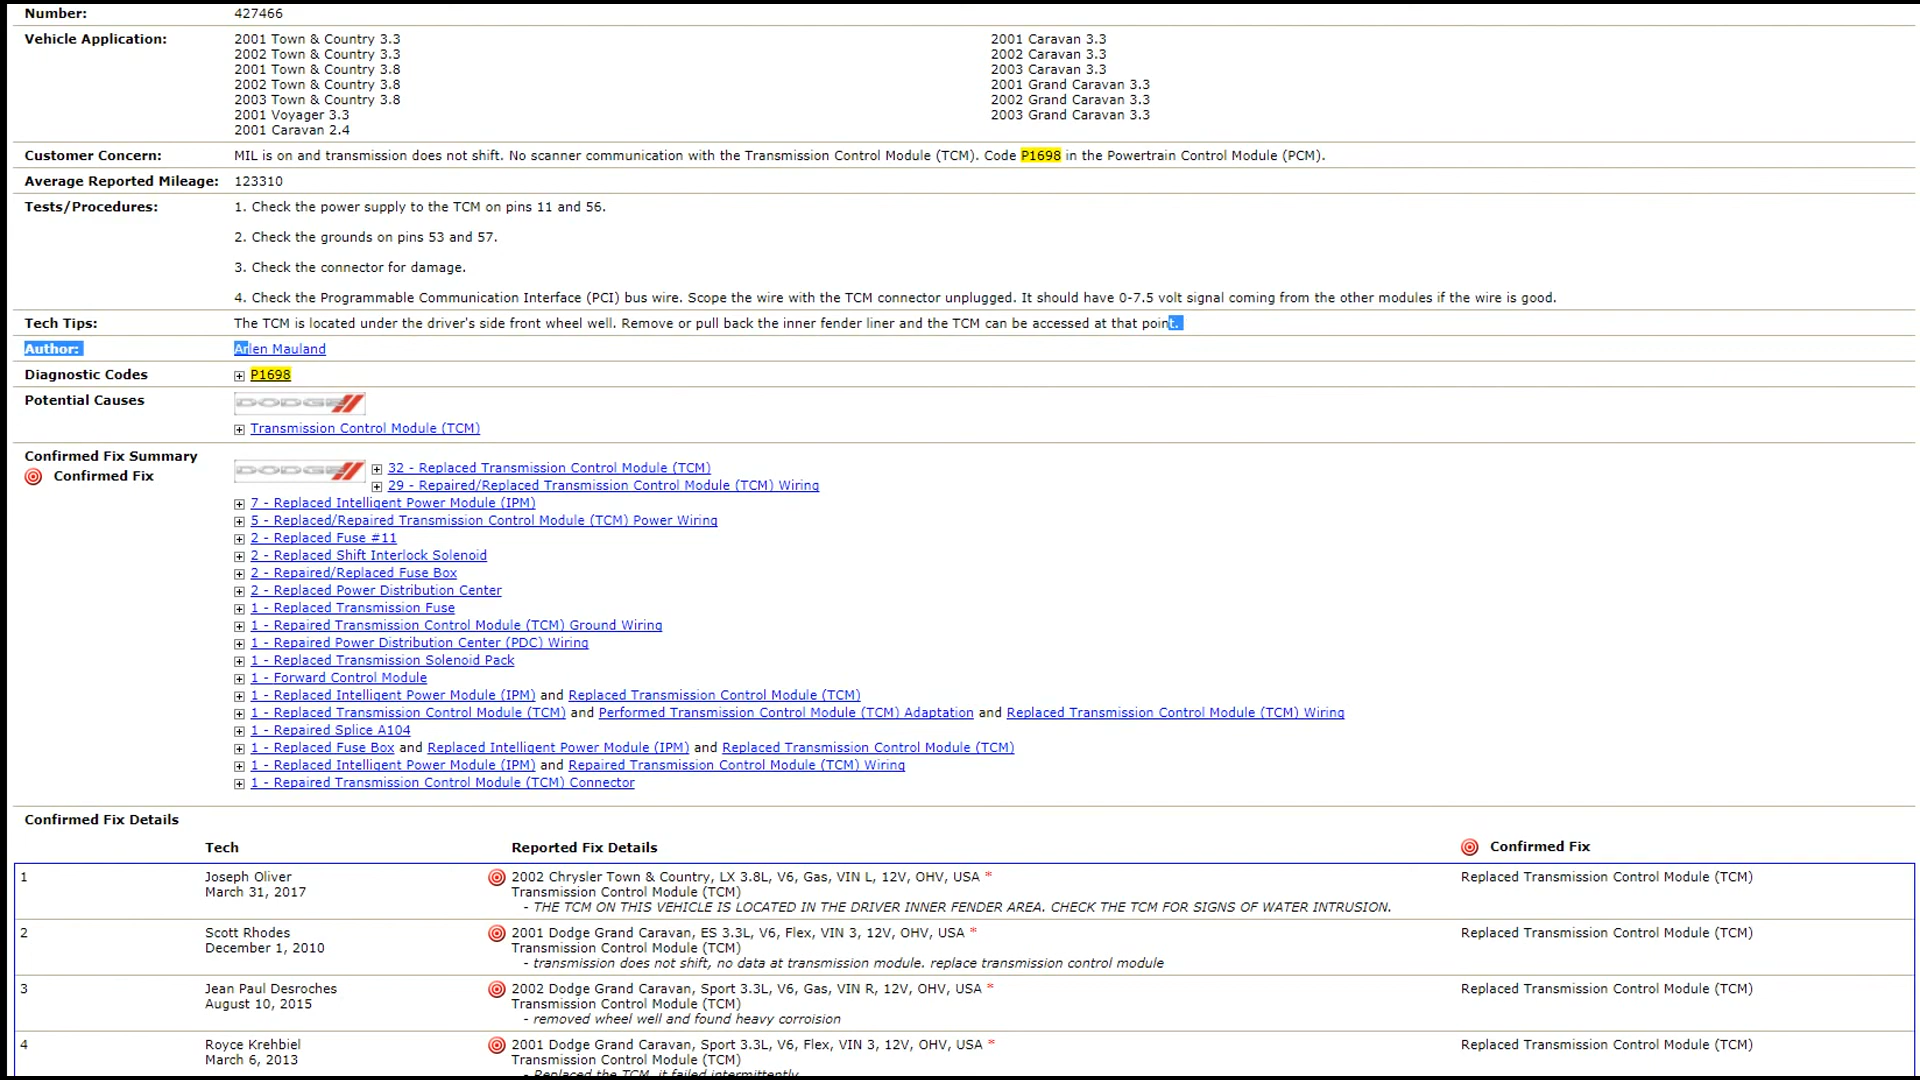 Number: 427466
Vehicle Application: 2001 Town & Country 3.3 2001 Caravan 3.3
2002 Town & Country 3.3 2002 Caravan 3.3
2001 Town & Country 3.8 2003 Caravan 3.3
2002 Town & Country 3.8 2001 Grand Caravan 3.3
2003 Town & Country 3.8 2002 Grand Caravan 3.3
2001 Voyager 3.3 2003 Grand Caravan 3.3
2001 Caravan 2.4
Customer Concern: MIL is on and transmission does not shift. No scanner communication with the Transmission Control Module (TCM). Code P1698 in the Powertrain Control Module (PCM).
Average Reported Mileage: 123310
Tests/Procedures: 1. Check the power supply to the TCM on pins 11 and 56.
2. Check the grounds on pins 53 and 57.
3. Check the connector for damage.
4. Check the Programmable Communication Interface (PCI) bus wire. Scope the wire with the TCM connector unplugged. It should have 0-7.5 volt signal coming from the other modules if the wire is good.
Tech Tips: The TCM is located under the driver's side front wheel well. Remove or pull back the inner fender liner and the TCM can be accessed at that point.
Author: Arlen Mauland
Diagnostic Codes P1698
Potential Causes DODGE
Transmission Control Module (TCM)
Confirmed Fix Summary
Confirmed Fix
DODGE 32 - Replaced Transmission Control Module (TCM)
29 - Repaired/Replaced Transmission Control Module (TCM) Wiring
7 - Replaced Intelligent Power Module (IPM)
5 - Replaced/Repaired Transmission Control Module (TCM) Power Wiring
2 - Replaced Fuse #11
2 - Replaced Shift Interlock Solenoid
2 - Repaired/Replaced Fuse Box
2 - Replaced Power Distribution Center
1 - Replaced Transmission Fuse
1 - Repaired Transmission Control Module (TCM) Ground Wiring
1 - Repaired Power Distribution Center (PDC) Wiring
1 - Replaced Transmission Solenoid Pack
1 - Forward Control Module
1 - Replaced Intelligent Power Module (IPM) and Replaced Transmission Control Module (TCM)
1 - Replaced Transmission Control Module (TCM) and Performed Transmission Control Module (TCM) Adaptation and Replaced Transmission Control Module (TCM) Wiring
1 - Repaired Splice A104
1 - Replaced Fuse Box and Replaced Intelligent Power Module (IPM) and Replaced Transmission Control Module (TCM)
1 - Replaced Intelligent Power Module (IPM) and Repaired Transmission Control Module (TCM) Wiring
1 - Repaired Transmission Control Module (TCM) Connector
Confirmed Fix Details
Tech Reported Fix Details Confirmed Fix
1 Joseph Oliver 2002 Chrysler Town & Country, LX 3.8L, V6, Gas, VIN L, 12V, OHV, USA * Replaced Transmission Control Module (TCM)
March 31, 2017 Transmission Control Module (TCM)
- THE TCM ON THIS VEHICLE IS LOCATED IN THE DRIVER INNER FENDER AREA. CHECK THE TCM FOR SIGNS OF WATER INTRUSION.
2 Scott Rhodes 2001 Dodge Grand Caravan, ES 3.3L, V6, Flex, VIN 3, 12V, OHV, USA * Replaced Transmission Control Module (TCM)
December 1, 2010 Transmission Control Module (TCM)
- transmission does not shift, no data at transmission module. replace transmission control module
3 Jean Paul Desroches 2002 Dodge Grand Caravan, Sport 3.3L, V6, Gas, VIN R, 12V, OHV, USA * Replaced Transmission Control Module (TCM)
August 10, 2015 Transmission Control Module (TCM)
- removed wheel well and found heavy corroision
4 Royce Krehbiel 2001 Dodge Grand Caravan, Sport 3.3L, V6, Flex, VIN 3, 12V, OHV, USA * Replaced Transmission Control Module (TCM)
March 6, 2013 Transmission Control Module (TCM)
- Replaced the TCM, it failed intermittently